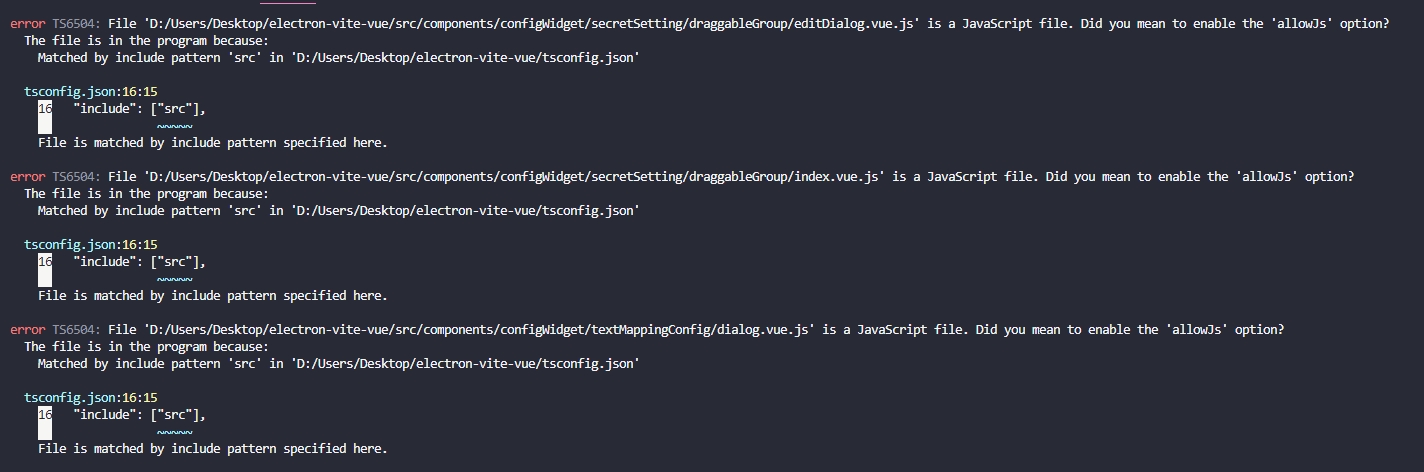 error TS6504: File 'D:/Users/Desktop/electron-vite-vue/src/components/configWidget/secretSetting/draggableGroup/editDialog.vue.js' is a JavaScript file. Did you mean to enable the 'allowJs' option?
The file is in the program because:
Matched by include pattern 'src' in 'D:/Users/Desktop/electron-vite-vue/tsconfig.json'
tsconfig.json:16:15
16 "include": ["src"],
~~~~~
File is matched by include pattern specified here.
error TS6504: File 'D:/Users/Desktop/electron-vite-vue/src/components/configWidget/secretSetting/draggableGroup/index.vue.js' is a JavaScript file. Did you mean to enable the 'allowJs' option?
The file is in the program because:
Matched by include pattern 'src' in 'D:/Users/Desktop/electron-vite-vue/tsconfig.json'
tsconfig.json:16:15
16 "include": ["src"],
~~~~~
File is matched by include pattern specified here.
error TS6504: File 'D:/Users/Desktop/electron-vite-vue/src/components/configWidget/textMappingConfig/dialog.vue.js' is a JavaScript file. Did you mean to enable the 'allowJs' option?
The file is in the program because:
Matched by include pattern 'src' in 'D:/Users/Desktop/electron-vite-vue/tsconfig.json'
tsconfig.json:16:15
16 "include": ["src"],
~~~~~
File is matched by include pattern specified here.